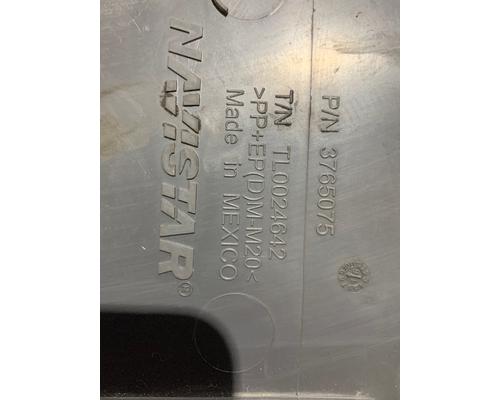 P/N 3765075
T/N TL0024642
>PP+EP(D)M-M20<
Made in MEXICO
NAVISTAR®